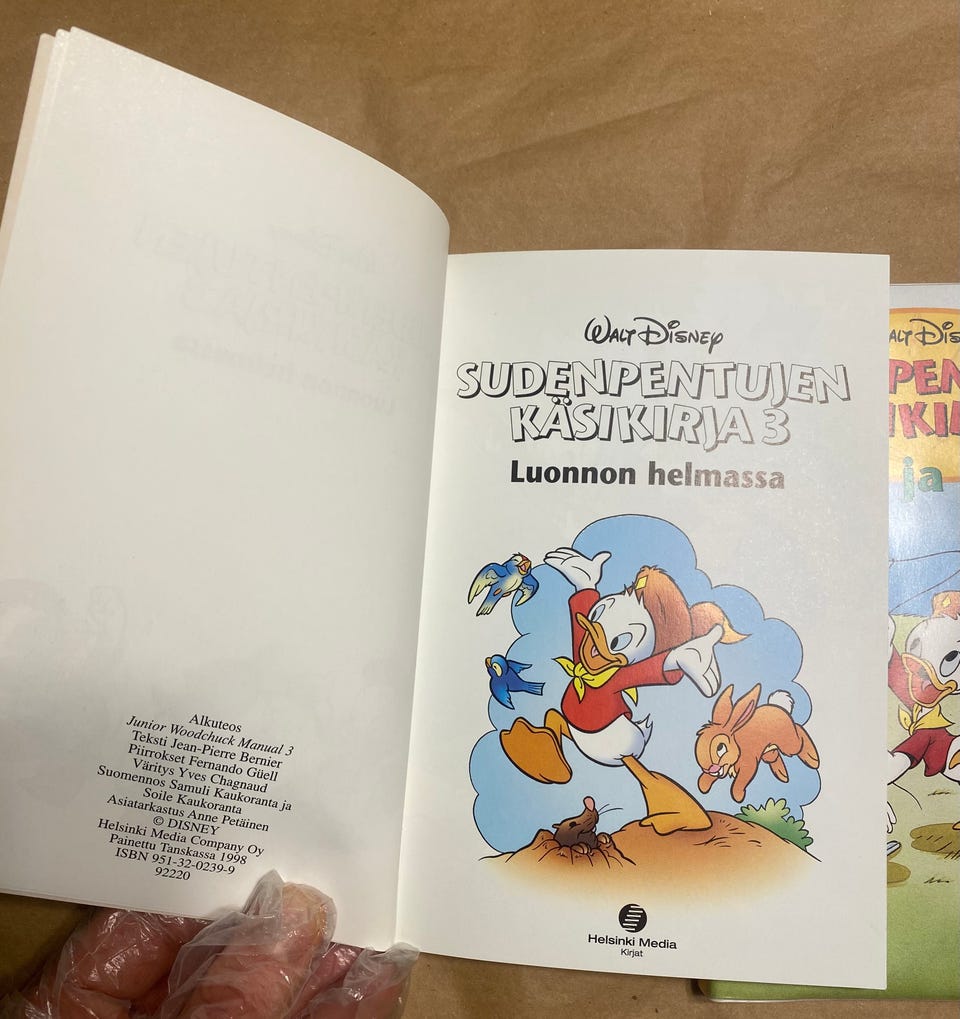 Alkuteos
Junior Woodchuck Manual 3
Teksti Jean-Pierre Bernier
Piirrokset Fernando Güell
Väritys Yves Chagnaud
Suomennos Samuli Kaukoranta ja
Soile Kaukoranta
Asiatarkastus Anne Petäinen
© DISNEY
Helsinki Media Company Oy
Painettu Tanskassa 1998
ISBN 951-32-0239-9
92220
WALT DISNEY
SUDENPENTUJEN
KÄSIKIRJA 3
Luonnon helmassa
Helsinki Media
Kirjat
ja